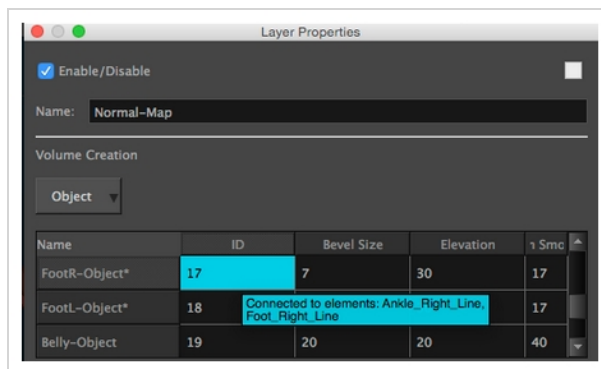 Layer Properties
Enable/Disable
Name: Normal-Map
Volume Creation
Object
Name ID Bevel Size Elevation Smo
FootR-Object* 17 7 30 17
FootL-Object* 18 17
Connected to elements: Ankle_Right_Line,
Foot_Right_Line
Belly-Object 19 20 20 40